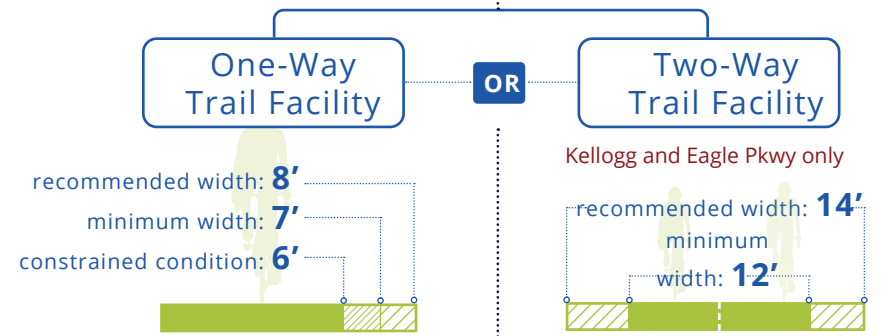 One-Way
Trail Facility
OR
Two-Way
Trail Facility
recommended width: 8’
minimum width: 7’
constrained condition: 6’
Kellogg and Eagle Pkwy only
recommended width: 14’
minimum
width: 12’